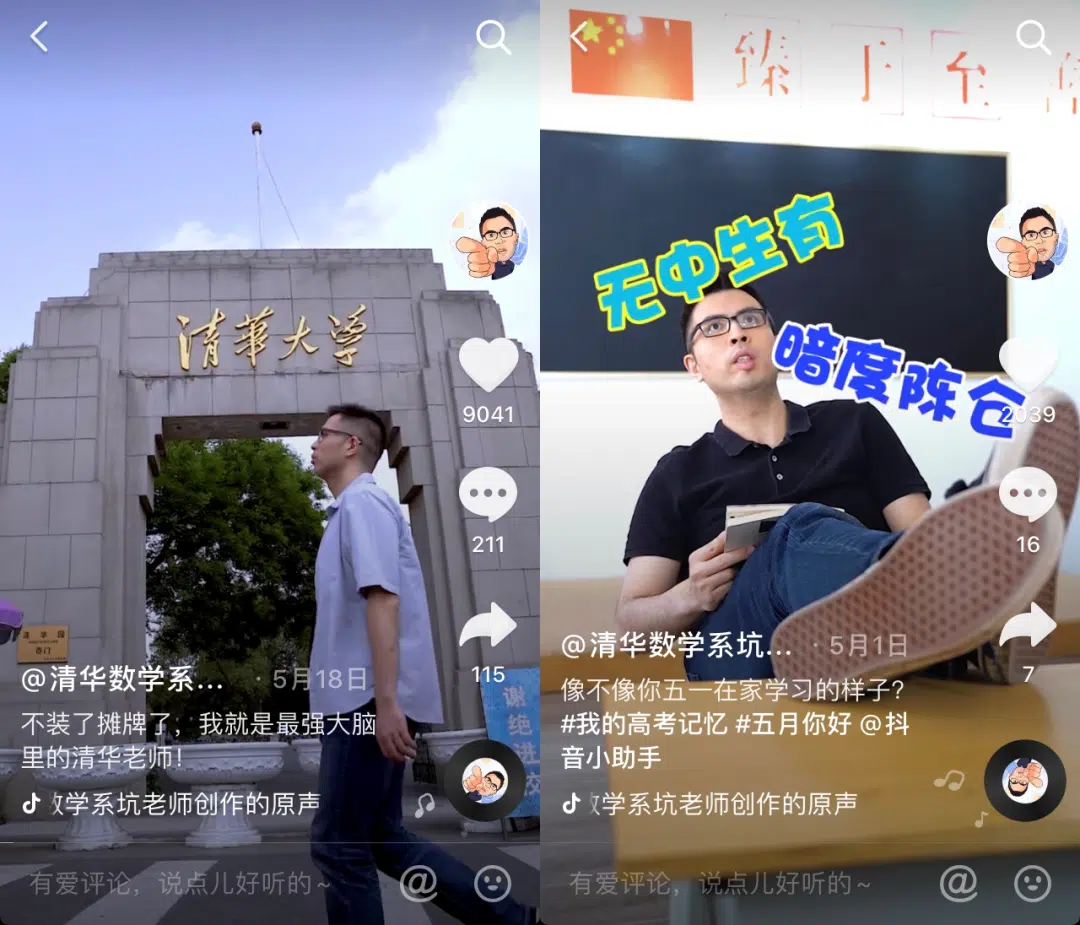 清華大学
9041
211
115
清华园
西门
谢绝进校
@清华数学系... · 5月18日
不装了摊牌了，我就是最强大脑
里的清华老师！
数学系坑老师创作的原声
有爱评论，说点儿好听的~
臻于至
无中生有
暗度陈仓
2039
16
7
@清华数学系坑... · 5月1日
像不像你五一在家学习的样子？
#我的高考记忆 #五月你好 @抖
音小助手
数学系坑老师创作的原声
有爱评论，说点儿好听的~